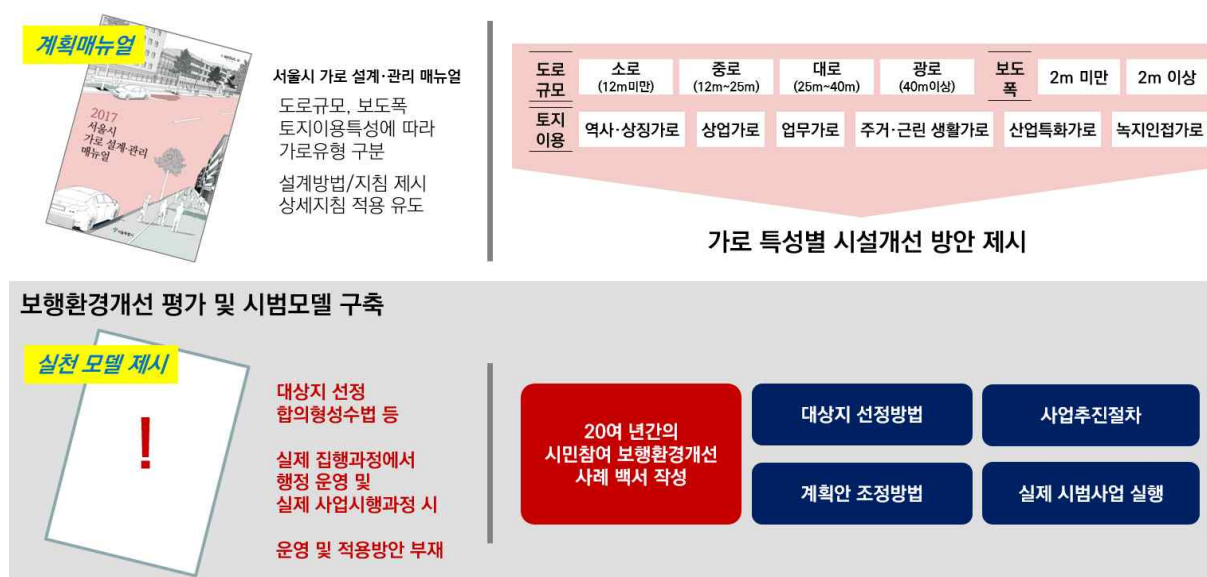 계획매뉴얼
2017
서울시
가로 설계·관리
매뉴얼
서울특별시
서울시 가로 설계·관리 매뉴얼
도로규모, 보도폭
토지이용특성에 따라
가로유형 구분
설계방법/지침 제시
상세지침 적용 유도
도로
규모
소로
(12m미만)
중로
(12m~25m)
대로
(25m~40m)
광로
(40m이상)
보도
폭
2m 미만
2m 이상
토지
이용
역사·상징가로
상업가로
업무가로
주거·근린 생활가로
산업특화가로
녹지인접가로
가로 특성별 시설개선 방안 제시
보행환경개선 평가 및 시범모델 구축
실천 모델 제시
!
대상지 선정
합의형성수법 등
실제 집행과정에서
행정 운영 및
실제 사업시행과정 시
운영 및 적용방안 부재
20여 년간의
시민참여 보행환경개선
사례 백서 작성
대상지 선정방법
사업추진절차
계획안 조정방법
실제 시범사업 실행